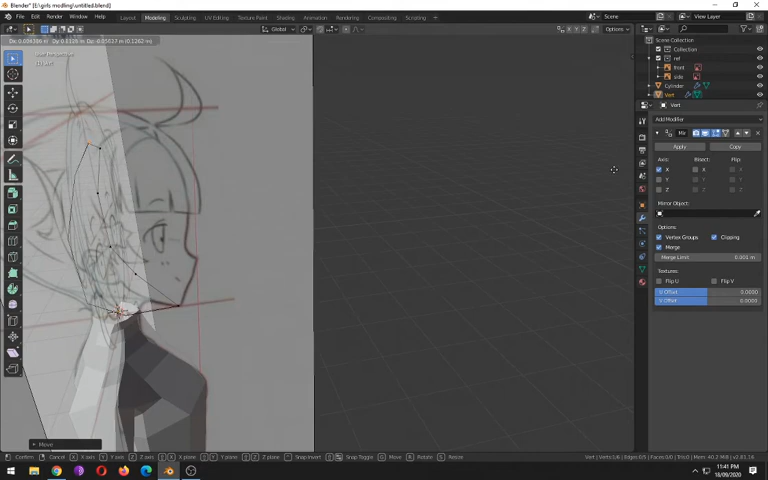 Blender* [E:\girls modling\untitled.blend]
File Edit Render Window Help Layout Modeling Sculpting UV Editing Texture Paint Shading Animation Rendering Compositing Scripting Scene View Layer
Global Options
User Perspective
Scene Collection
Collection
ref
front
side
Cylinder
Vert
Vert
Add Modifier
Mir
Apply Copy
Axis: Bisect: Flip:
X X X
Y Y Y
Z Z Z
Mirror Object:
Options:
Vertex Groups Clipping
Merge
Merge Limit: 0.001 m
Textures:
Flip U Flip V
U Offset 0.0000
V Offset 0.0000
Move
Confirm Cancel X axis Y axis Z axis X plane Y plane Z plane Snap Invert Snap Toggle Move Rotate Resize
11:41 PM
18/09/2020